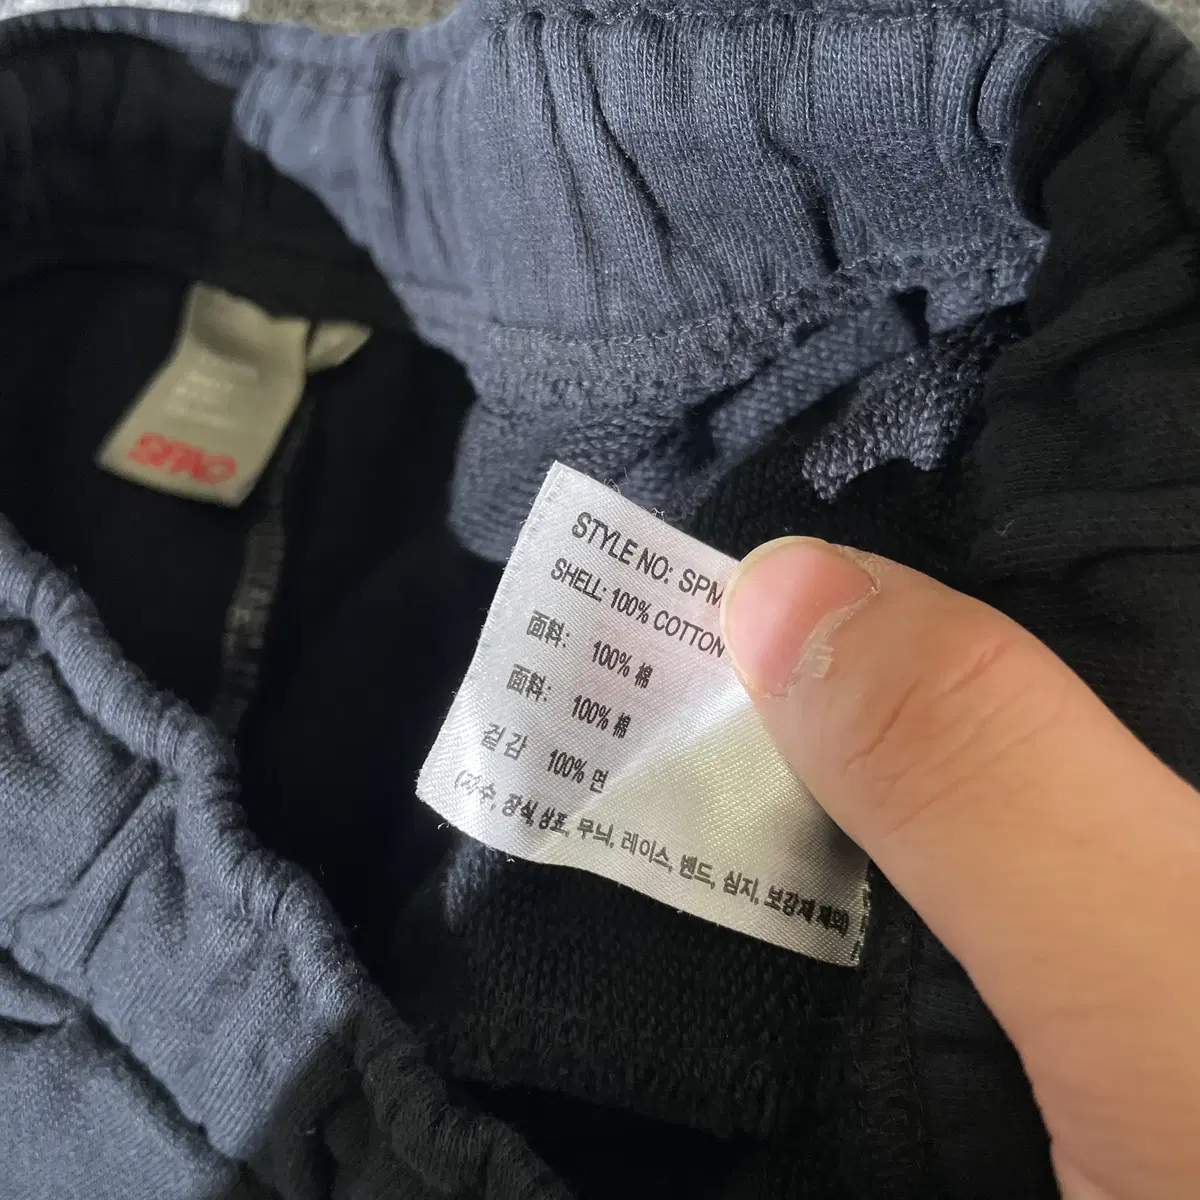 STYLE NO: SPM
SHELL: 100% COTTON
面料: 100% 棉
面料: 100% 棉
겉감 100% 면
(자수, 장식, 상표, 무늬, 레이스, 밴드, 심지, 보강재 제외)